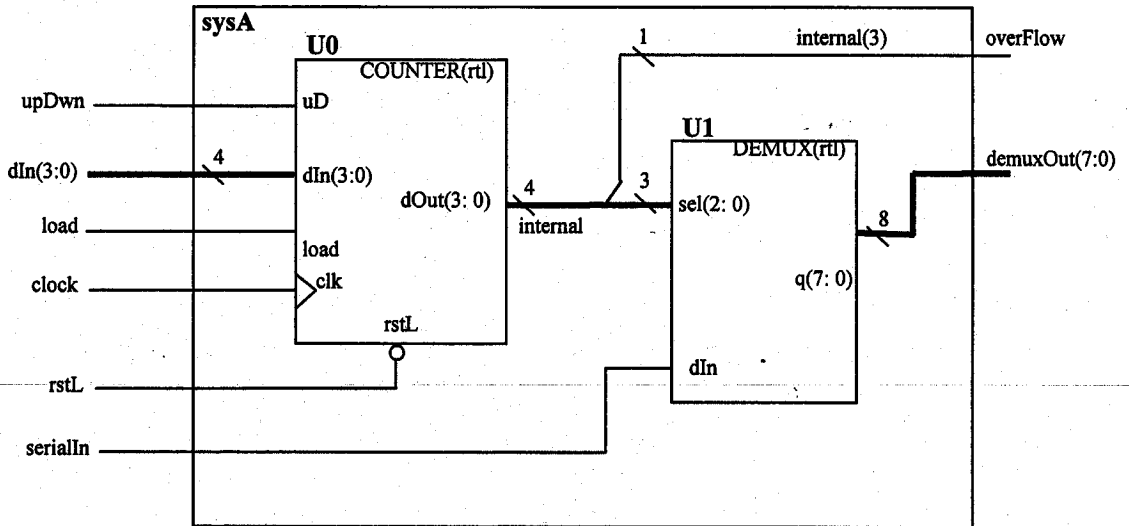 sysA
U0
COUNTER(rtl)
1
internal(3)
overFlow
upDwn
uD
U1
DEMUX(rtl)
4
dIn(3:0)
dIn(3:0)
demuxOut(7:0)
dOut(3: 0)
4
internal
3
sel(2: 0)
8
load
load
clock
clk
q(7: 0)
rstL
rstL
dIn
serialIn